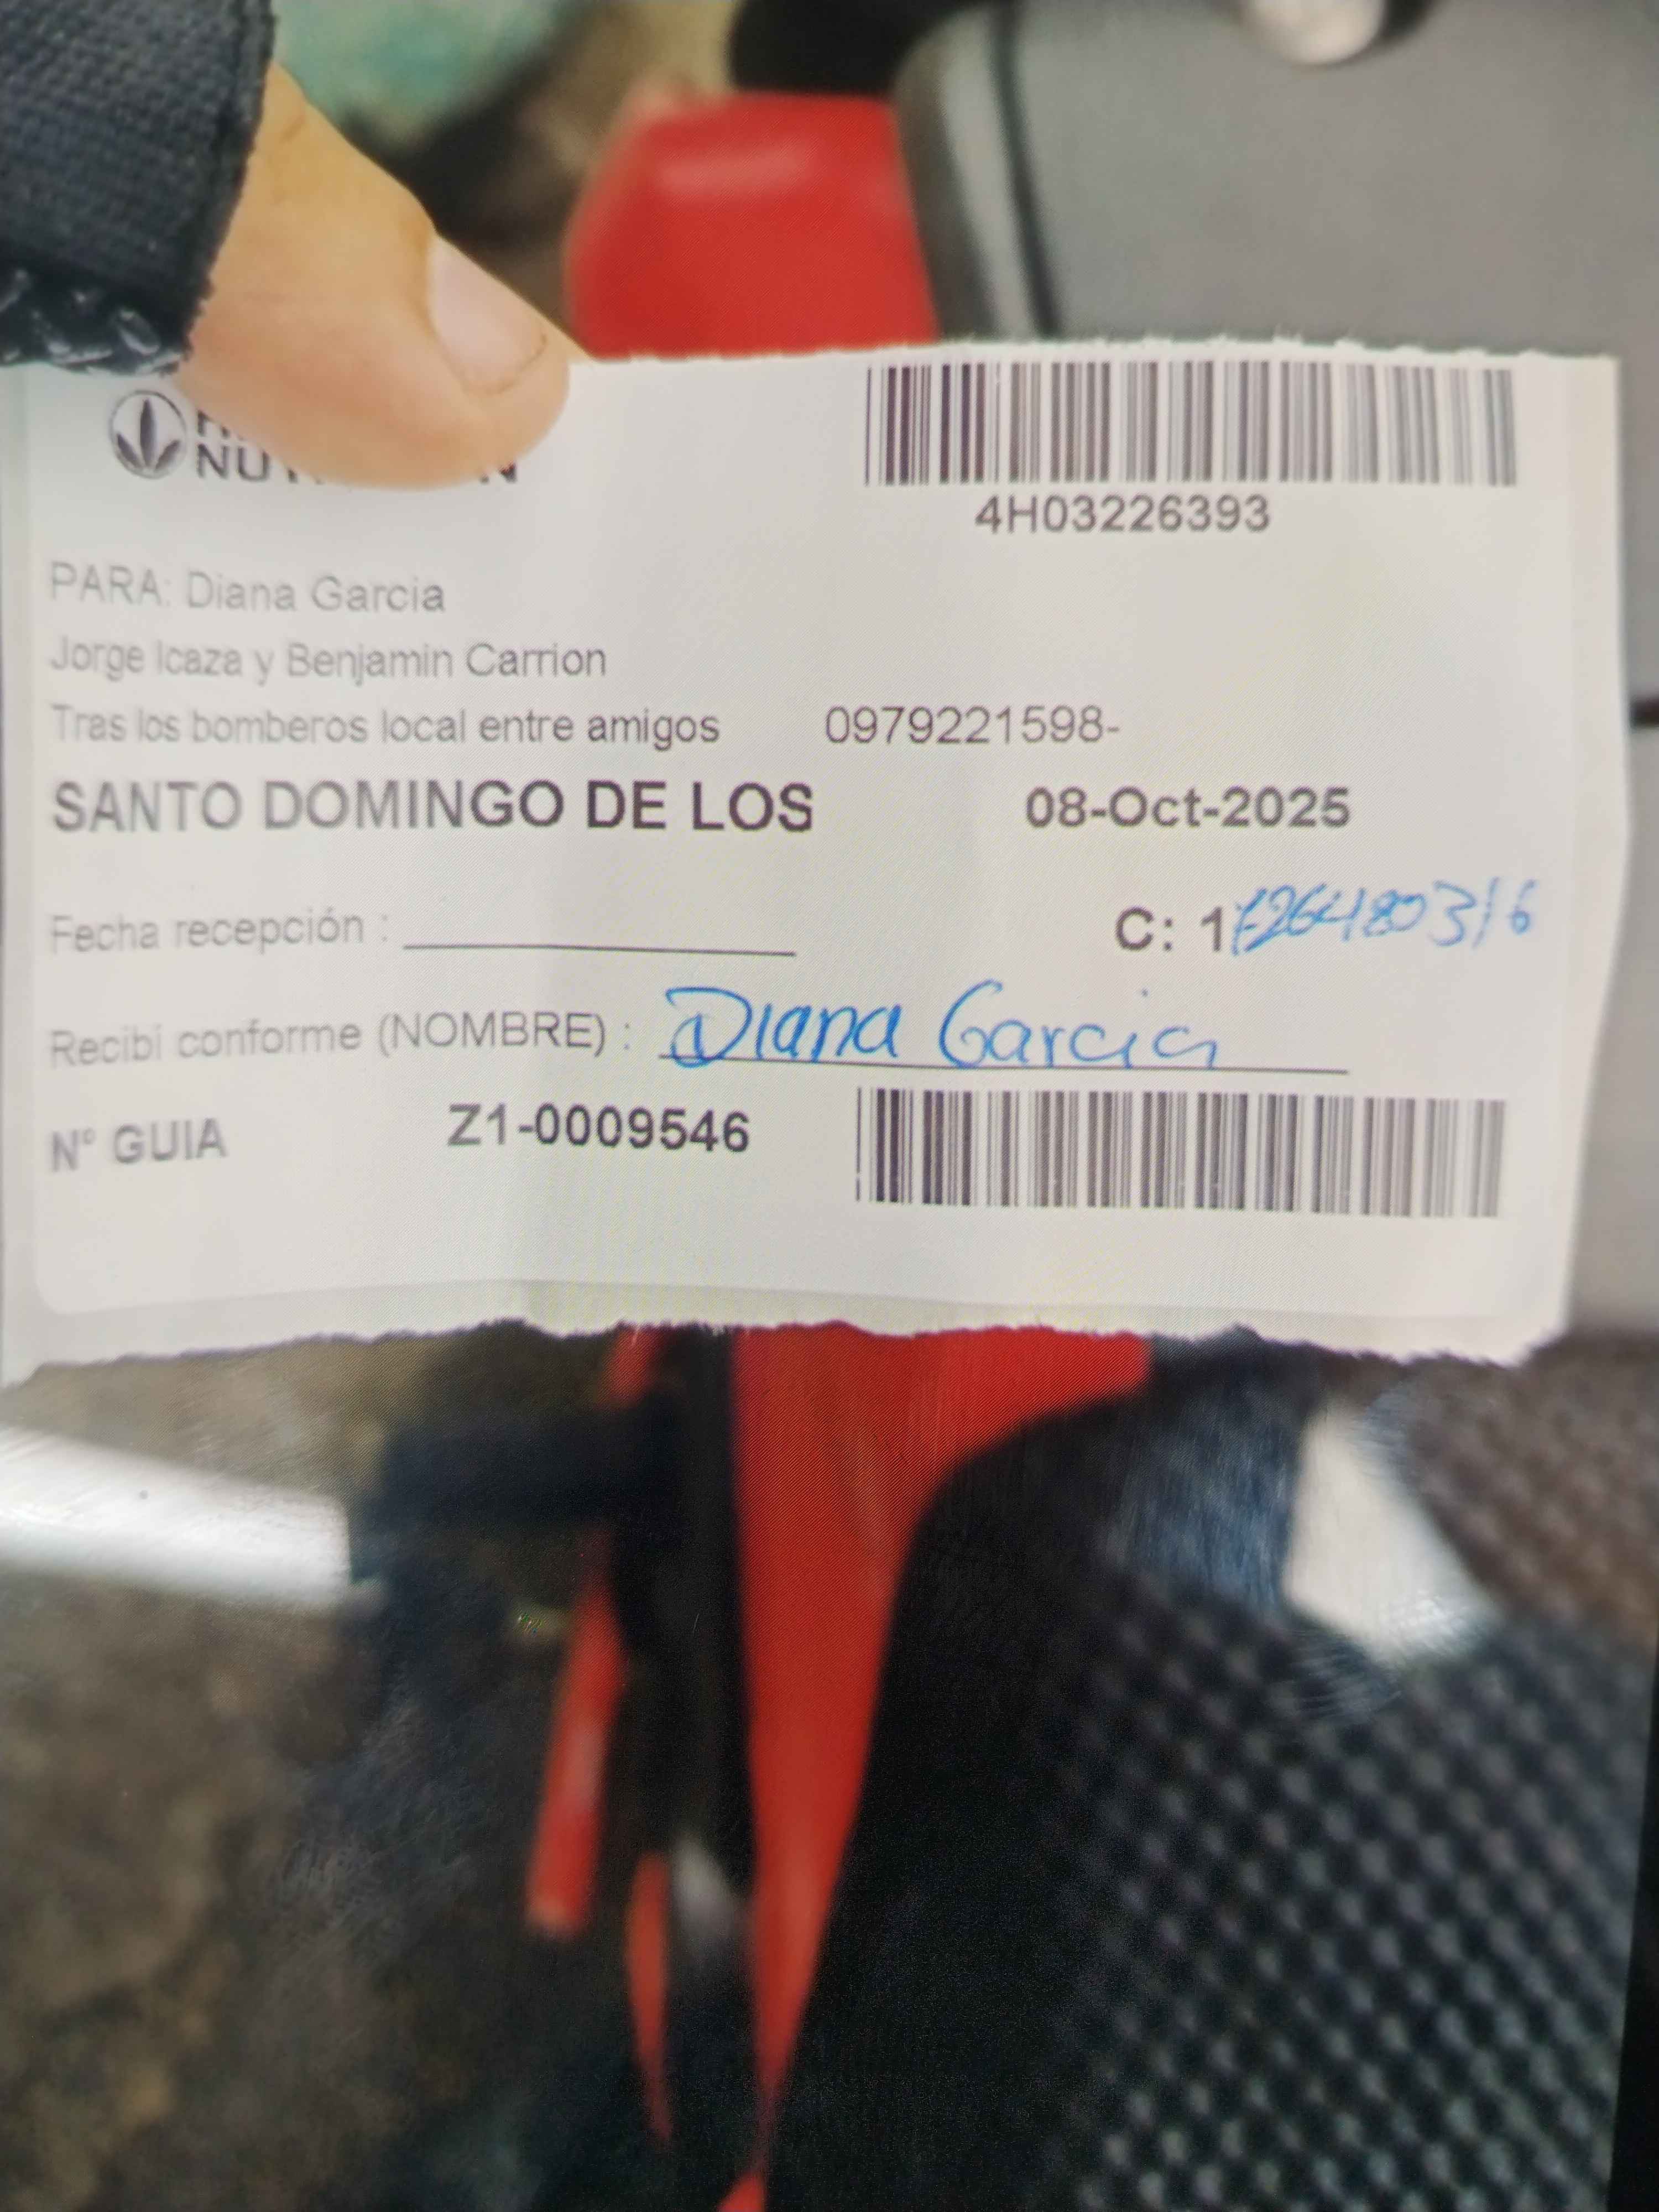 4H03226393
PARA: Diana Garcia
Jorge Icaza y Benjamin Carrion
Tras los bomberos local entre amigos 0979221598-
SANTO DOMINGO DE LOS 08-Oct-2025
Fecha recepción :
C: 1726480316
Recibi conforme (NOMBRE) : Diana Garcia
N° GUIA Z1-0009546